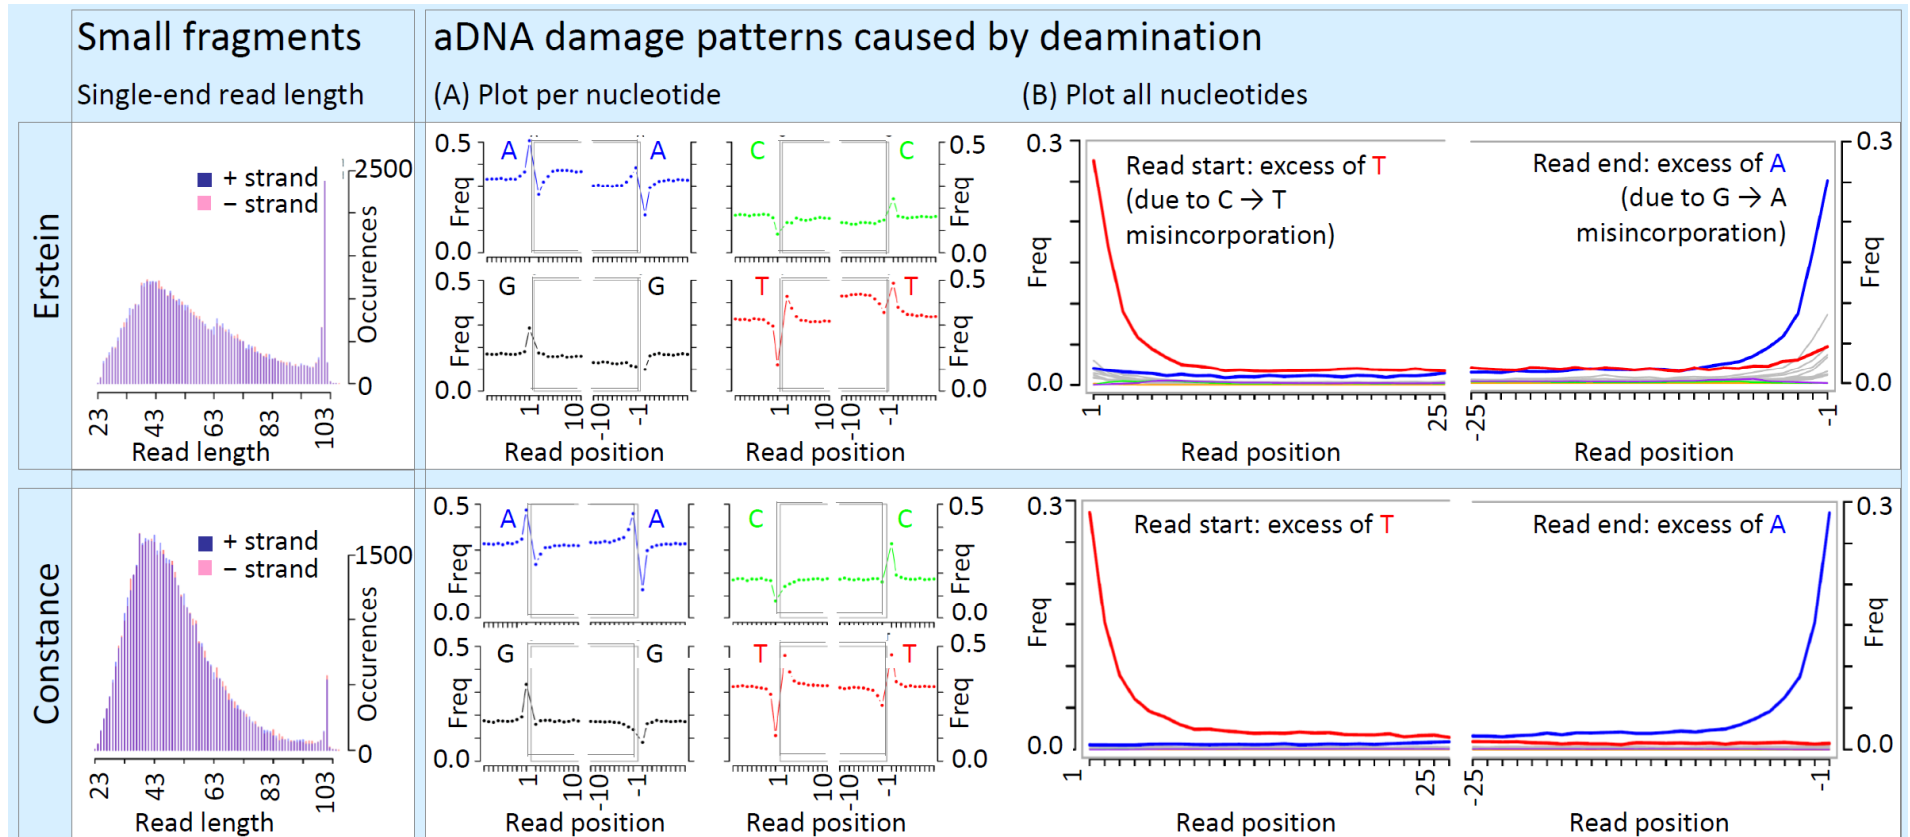 Small fragments
aDNA damage patterns caused by deamination
Single-end read length
(A) Plot per nucleotide
(B) Plot all nucleotides
Erstein
+ strand
− strand
2500
0
Occurences
23 43 63 83 103
Read length
0.5 A A C C 0.5
Freq Freq
0.0 0.0
G G 0.5 T T 0.5
Freq Freq
0.0 0.0
1 10 -10 -1 1 10 -10 -1
Read position Read position
0.3 0.3
Read start: excess of T
(due to C → T
misincorporation)
Read end: excess of A
(due to G → A
misincorporation)
Freq Freq
0.0 0.0
1 25 -25 -1
Read position Read position
Constance
+ strand
− strand
1500
0
Occurences
23 43 63 83 103
Read length
0.5 A A C C 0.5
Freq Freq
0.0 0.0
0.5 G G T T 0.5
Freq Freq
0.0 0.0
1 10 -10 -1 1 10 -10 -1
Read position Read position
0.3 0.3
Read start: excess of T
Read end: excess of A
Freq Freq
0.0 0.0
1 25 -25 -1
Read position Read position